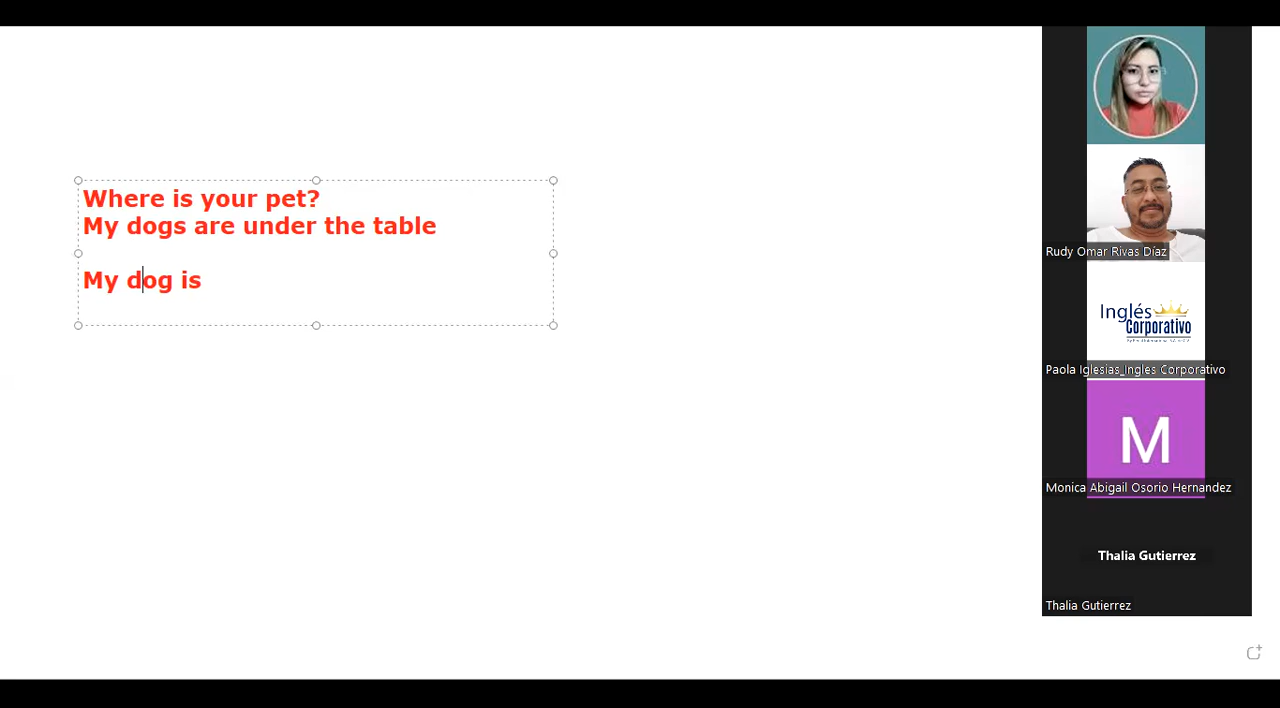 Where is your pet?
My dogs are under the table
My dog is
Rudy Omar Rivas Díaz
Inglés
Corporativo
Paola Iglesias_Ingles Corporativo
M
Monica Abigail Osorio Hernandez
Thalia Gutierrez
Thalia Gutierrez